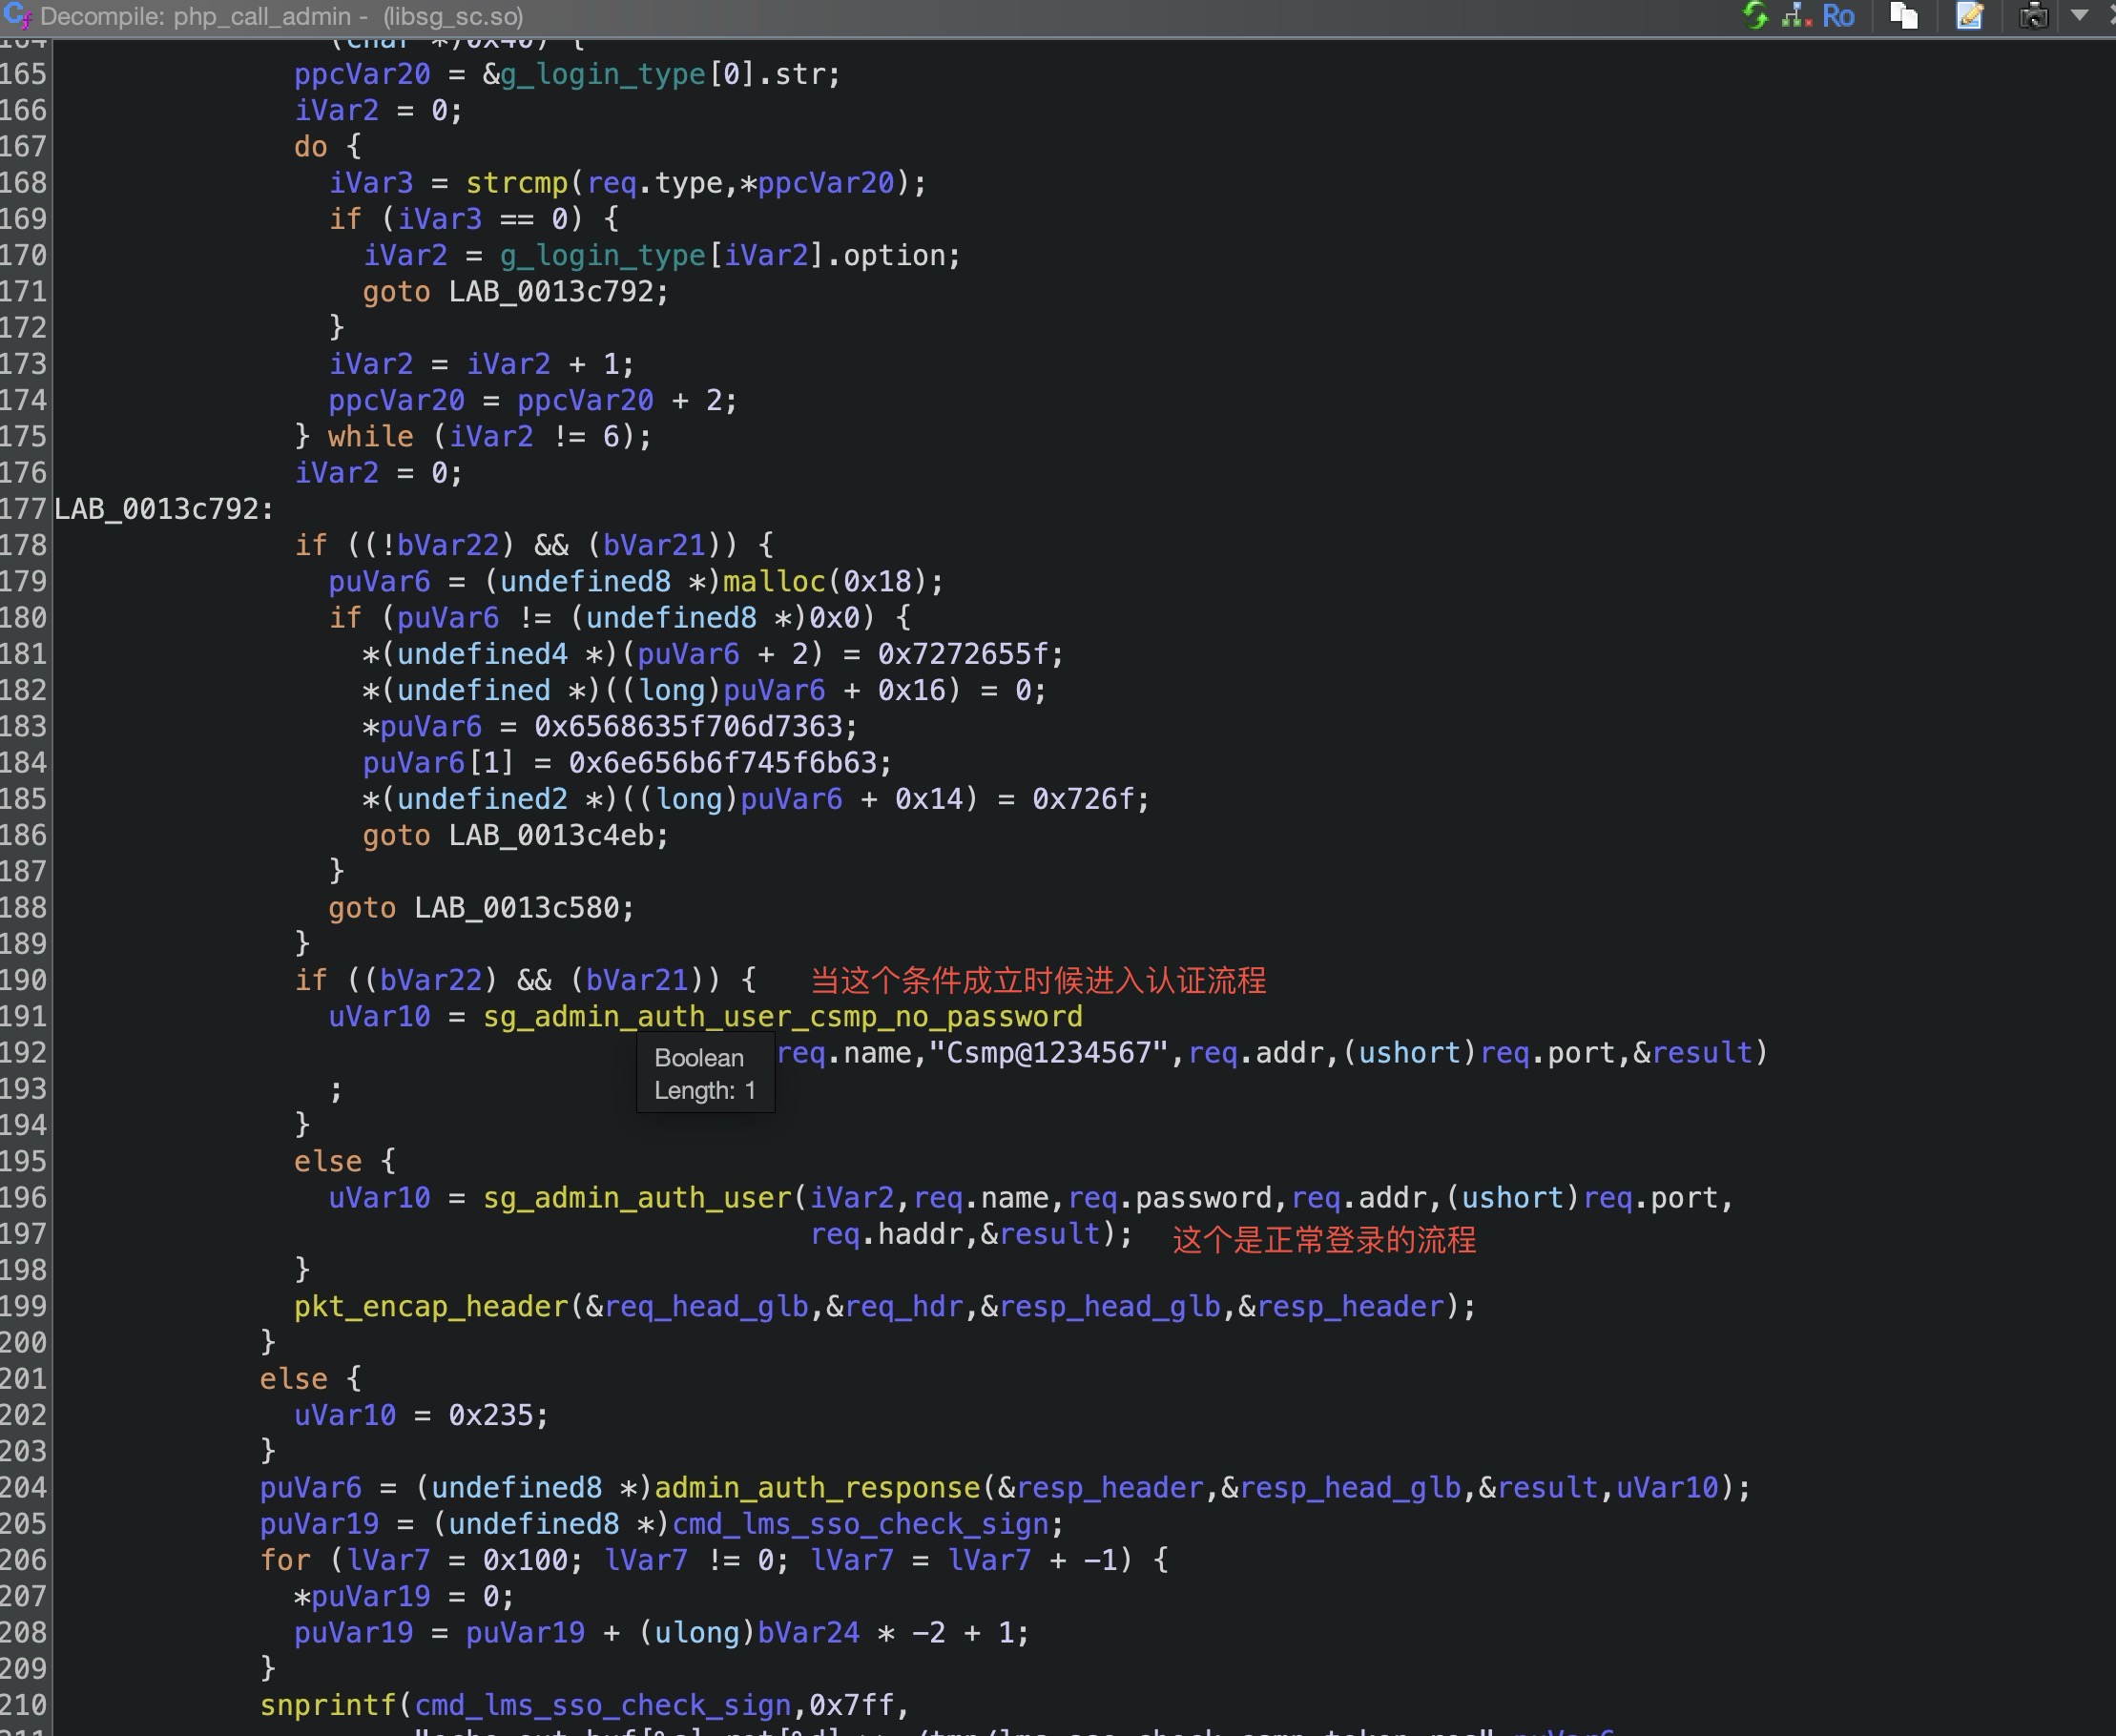 Decompile: php_call_admin - (libsg_sc.so)
Ro
164 (char *)0x40) {
165 ppcVar20 = &g_login_type[0].str;
166 iVar2 = 0;
167 do {
168 iVar3 = strcmp(req.type,*ppcVar20);
169 if (iVar3 == 0) {
170 iVar2 = g_login_type[iVar2].option;
171 goto LAB_0013c792;
172 }
173 iVar2 = iVar2 + 1;
174 ppcVar20 = ppcVar20 + 2;
175 } while (iVar2 != 6);
176 iVar2 = 0;
177 LAB_0013c792:
178 if ((!bVar22) && (bVar21)) {
179 puVar6 = (undefined8 *)malloc(0x18);
180 if (puVar6 != (undefined8 *)0x0) {
181 *(undefined4 *)(puVar6 + 2) = 0x7272655f;
182 *(undefined *)((long)puVar6 + 0x16) = 0;
183 *puVar6 = 0x6568635f706d7363;
184 puVar6[1] = 0x6e656b6f745f6b63;
185 *(undefined2 *)((long)puVar6 + 0x14) = 0x726f;
186 goto LAB_0013c4eb;
187 }
188 goto LAB_0013c580;
189 }
190 if ((bVar22) && (bVar21)) { 当这个条件成立时候进入认证流程
191 uVar10 = sg_admin_auth_user_csmp_no_password
192 req.name,"Csmp@1234567",req.addr,(ushort)req.port,&result)
Boolean
Length: 1
193 ;
194 }
195 else {
196 uVar10 = sg_admin_auth_user(iVar2,req.name,req.password,req.addr,(ushort)req.port,
197 req.haddr,&result); 这个是正常登录的流程
198 }
199 pkt_encap_header(&req_head_glb,&req_hdr,&resp_head_glb,&resp_header);
200 }
201 else {
202 uVar10 = 0x235;
203 }
204 puVar6 = (undefined8 *)admin_auth_response(&resp_header,&resp_head_glb,&result,uVar10);
205 puVar19 = (undefined8 *)cmd_lms_sso_check_sign;
206 for (lVar7 = 0x100; lVar7 != 0; lVar7 = lVar7 + -1) {
207 *puVar19 = 0;
208 puVar19 = puVar19 + (ulong)bVar24 * -2 + 1;
209 }
210 snprintf(cmd_lms_sso_check_sign,0x7ff,